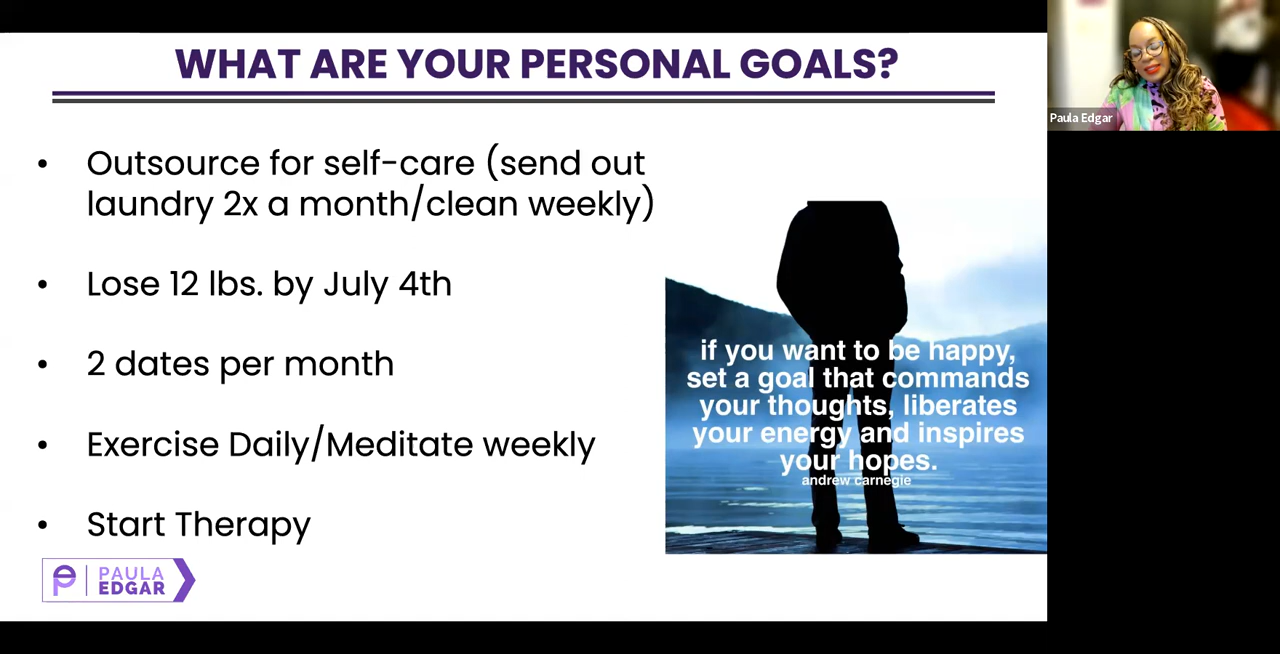 WHAT ARE YOUR PERSONAL GOALS?
• Outsource for self-care (send out
laundry 2x a month/clean weekly)
• Lose 12 lbs. by July 4th
• 2 dates per month
• Exercise Daily/Meditate weekly
• Start Therapy
if you want to be happy,
set a goal that commands
your thoughts, liberates
your energy and inspires
your hopes.
andrew carnegie
PAULA
EDGAR
Paula Edgar